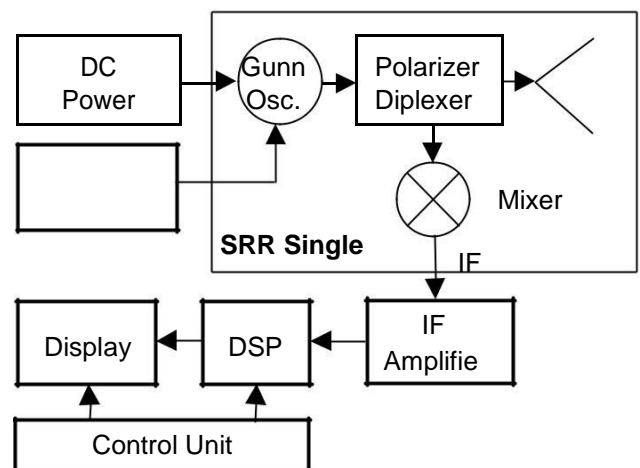 DC
Power
Gunn
Osc.
Polarizer
Diplexer
Mixer
SRR Single
IF
IF
Amplifie
DSP
Display
Control Unit